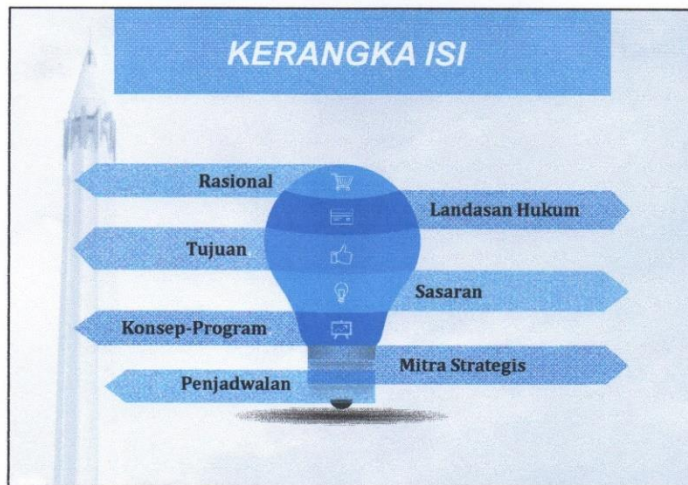 KERANGKA ISI
Rasional
Landasan Hukum
Tujuan
Sasaran
Konsep-Program
Mitra Strategis
Penjadwalan